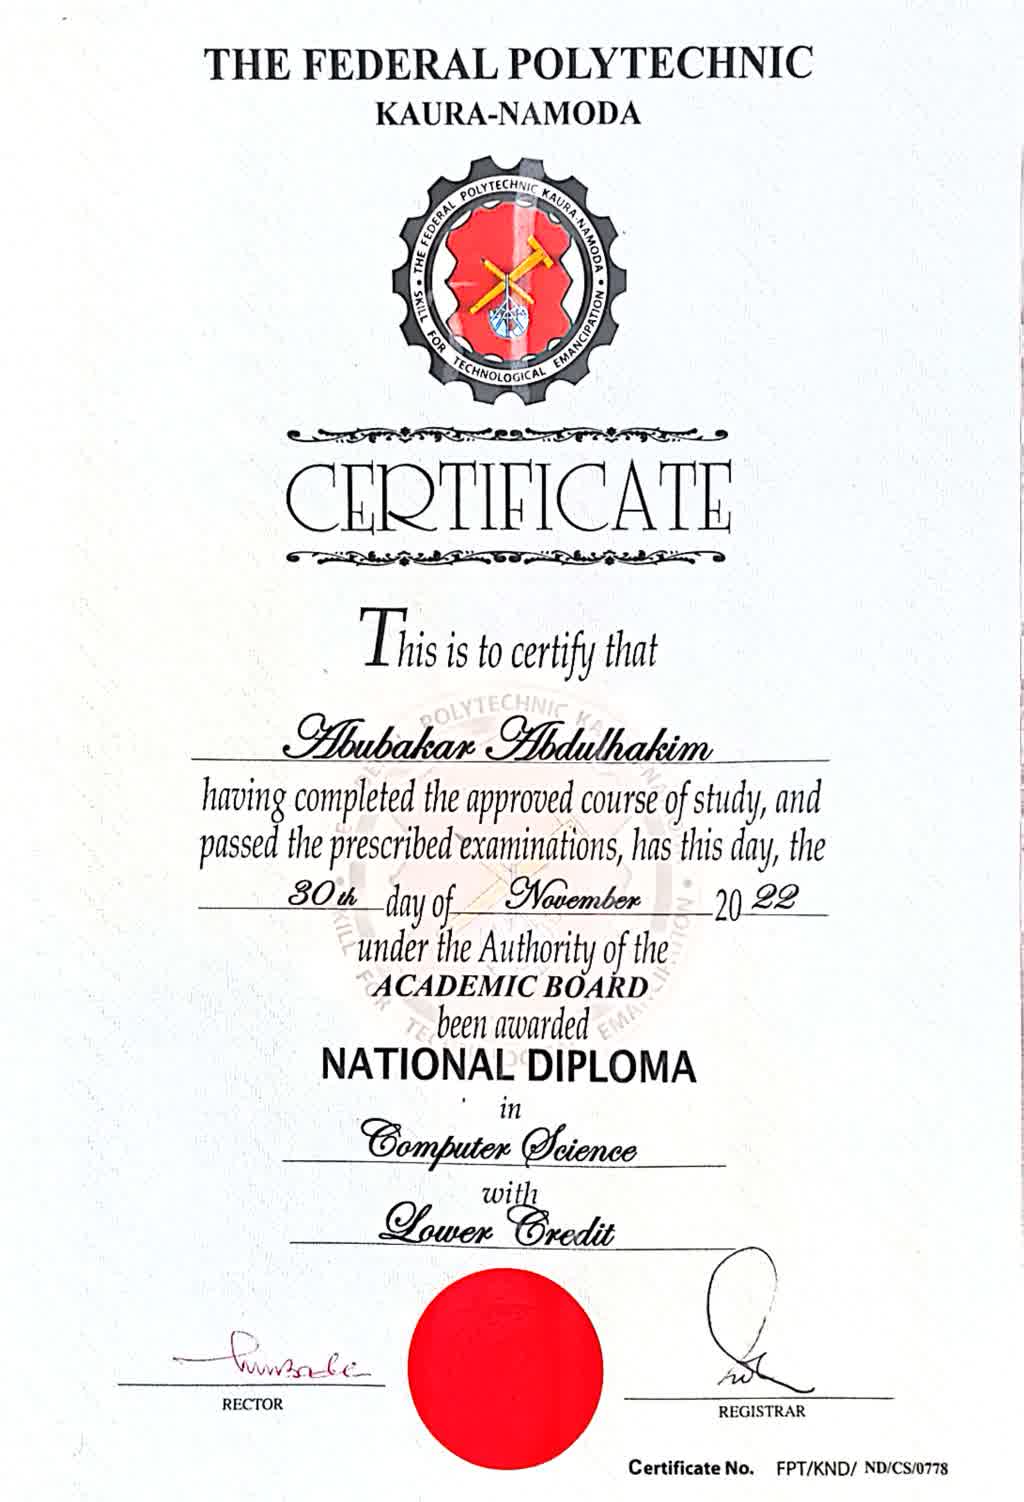 THE FEDERAL POLYTECHNIC
KAURA-NAMODA
THE FEDERAL POLYTECHNIC KAURA-NAMODA
SKILL FOR TECHNOLOGICAL EMANCIPATION
CERTIFICATE
This is to certify that
Abubakar Abdulhakim
having completed the approved course of study, and
passed the prescribed examinations, has this day, the
30th day of November 2022
under the Authority of the
ACADEMIC BOARD
been awarded
NATIONAL DIPLOMA
in
Computer Science
with
Lower Credit
RECTOR
REGISTRAR
Certificate No. FPT/KND/ ND/CS/0778